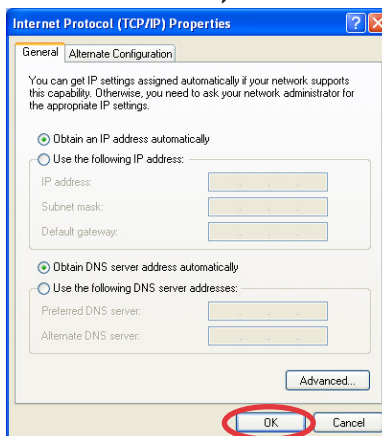 Internet Protocol (TCP/IP) Properties
General
Alternate Configuration
You can get IP settings assigned automatically if your network supports
this capability. Otherwise, you need to ask your network administrator for
the appropriate IP settings.
Obtain an IP address automatically
Use the following IP address:
IP address:
Subnet mask:
Default gateway:
Obtain DNS server address automatically
Use the following DNS server addresses:
Preferred DNS server:
Alternate DNS server:
Advanced...
OK
Cancel